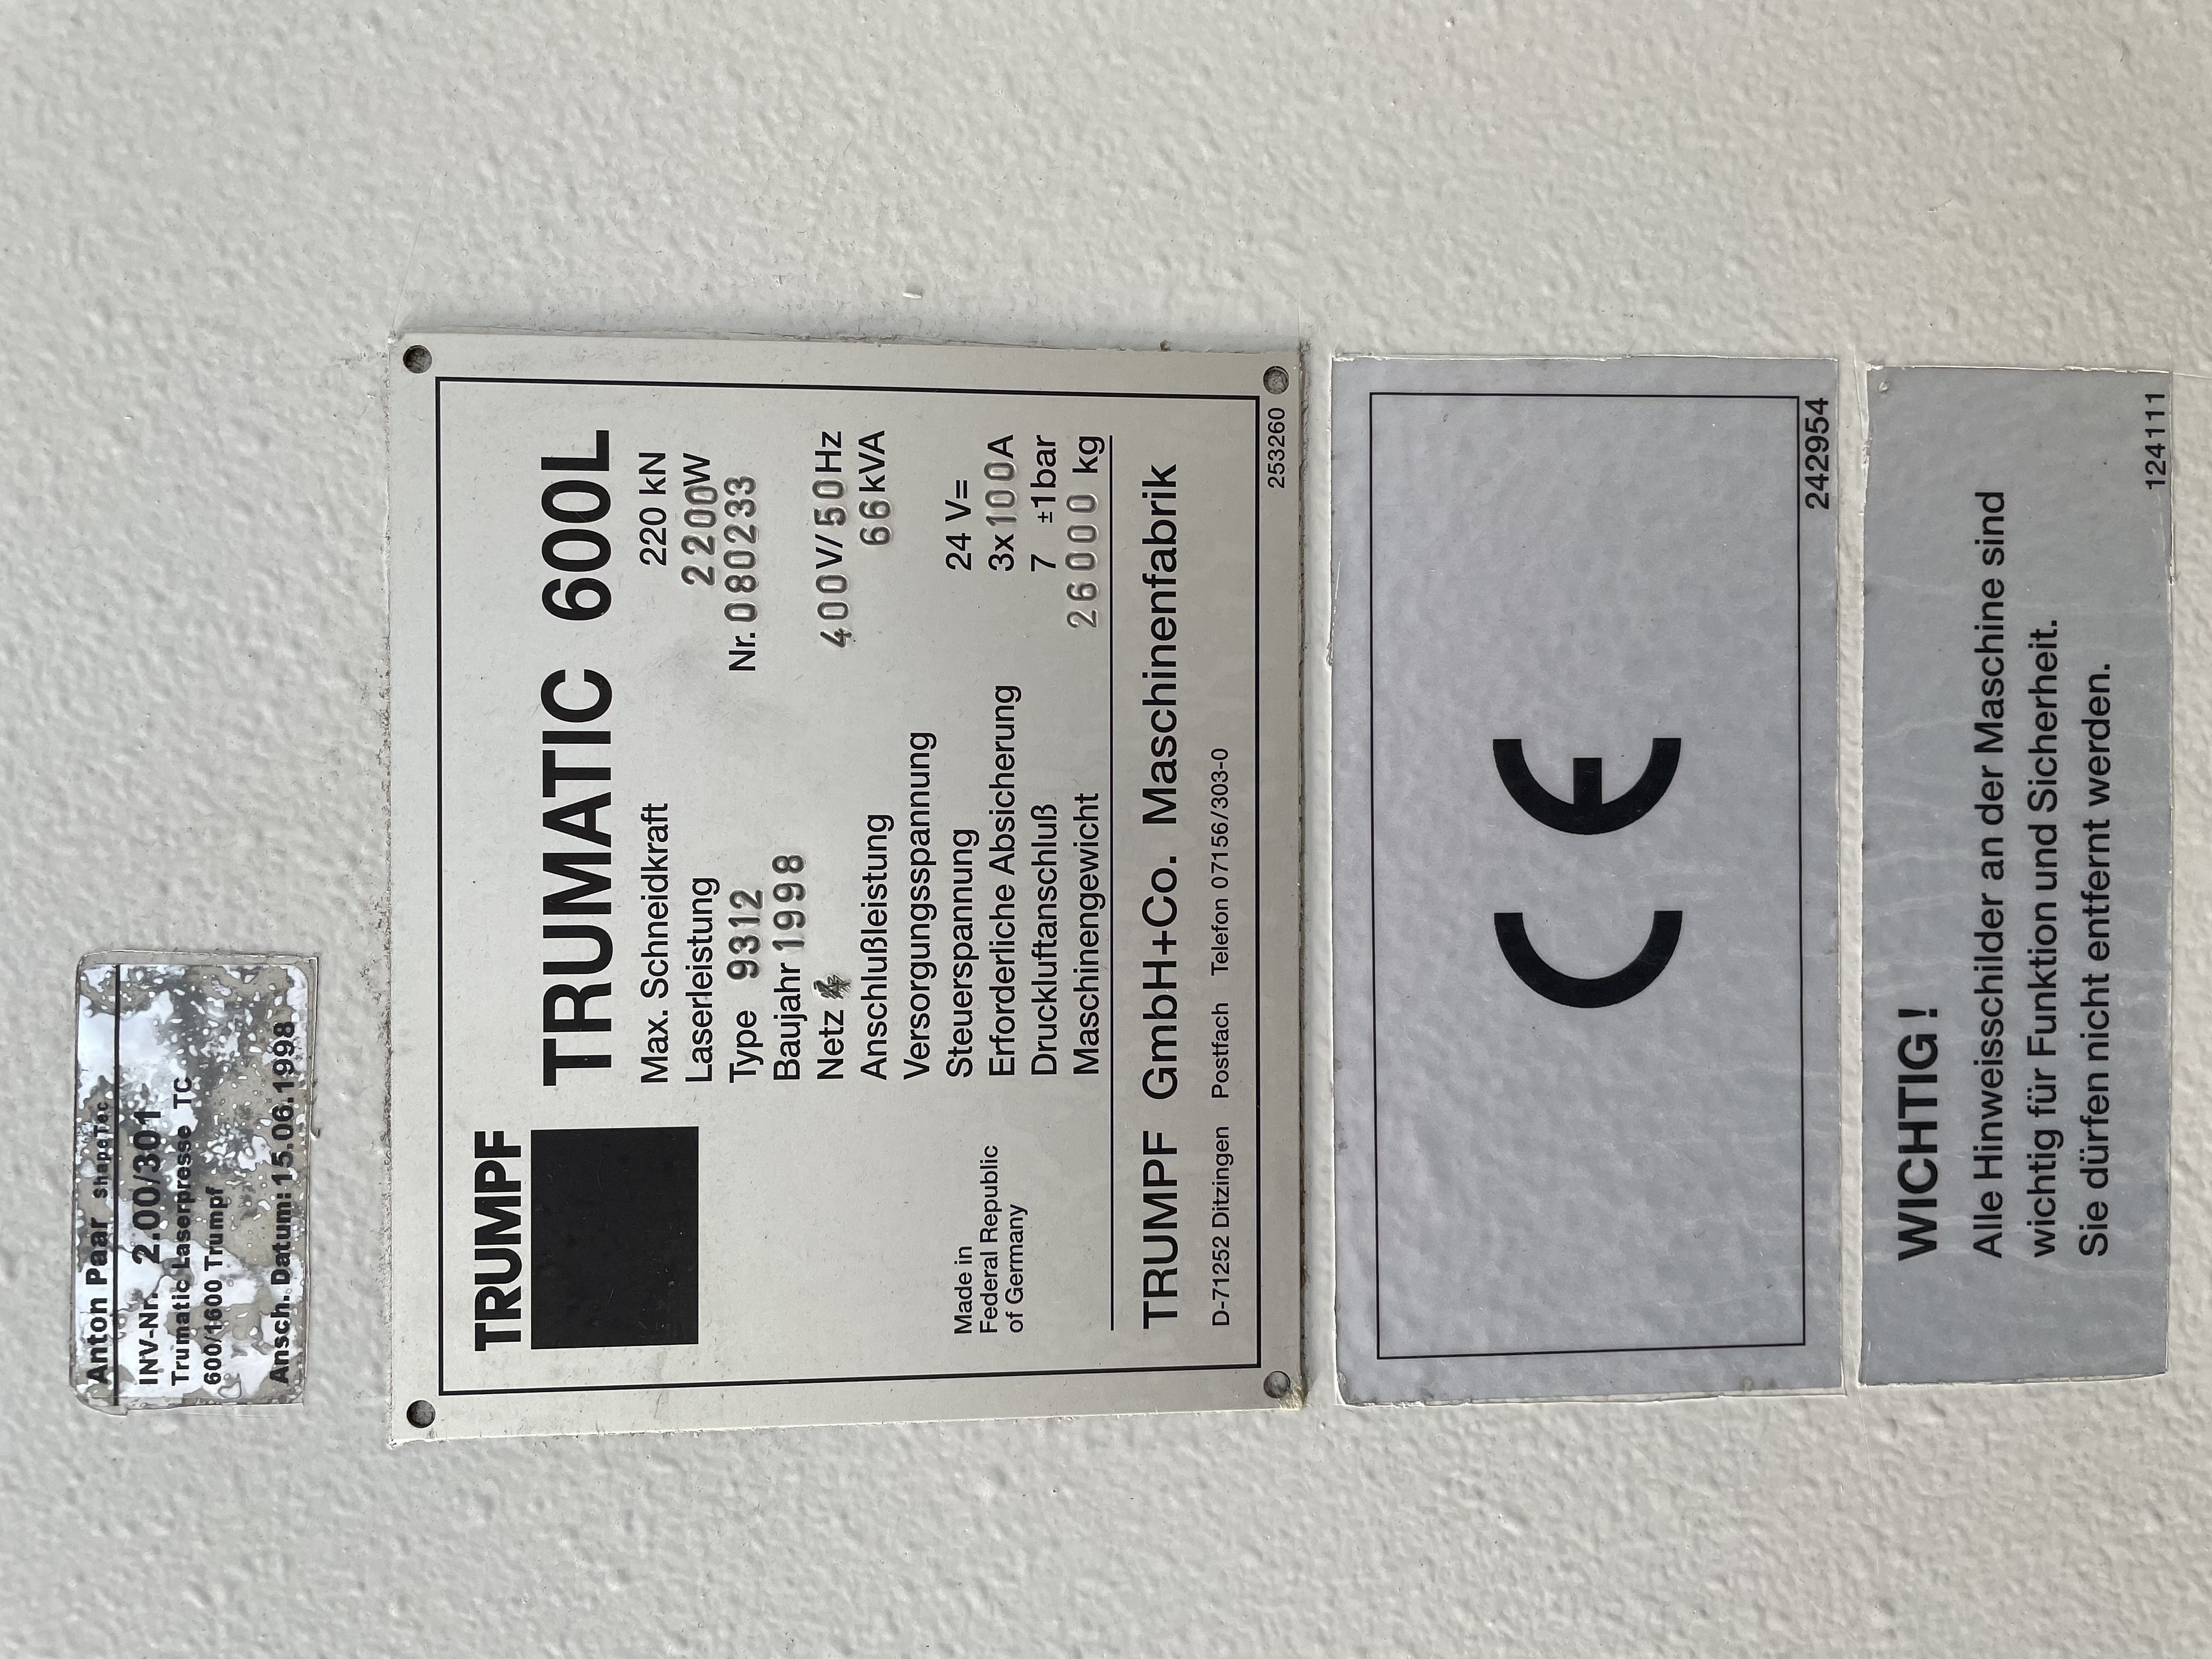 Anton Paar ShapeTec
INV-Nr. 2.00/301
Trumatic Laserpresse TC
600/1600 Trumpf
Ansch. Datum: 15.06.1998
TRUMPF
TRUMATIC 600L
Max. Schneidkraft 220 kN
Laserleistung 2200W
Type 9312 Nr. 080233
Baujahr 1998
Netz 400V/50Hz
Anschlußleistung 66kVA
Versorgungsspannung
Steuerspannung 24 V=
Erforderliche Absicherung 3x100A
Druckluftanschluß 7 ±1bar
Maschinengewicht 26000 kg
Made in
Federal Republic
of Germany
TRUMPF GmbH+Co. Maschinenfabrik
D-71252 Ditzingen Postfach Telefon 07156/303-0
253260
CE
242954
WICHTIG!
Alle Hinweisschilder an der Maschine sind
wichtig für Funktion und Sicherheit.
Sie dürfen nicht entfernt werden.
124111